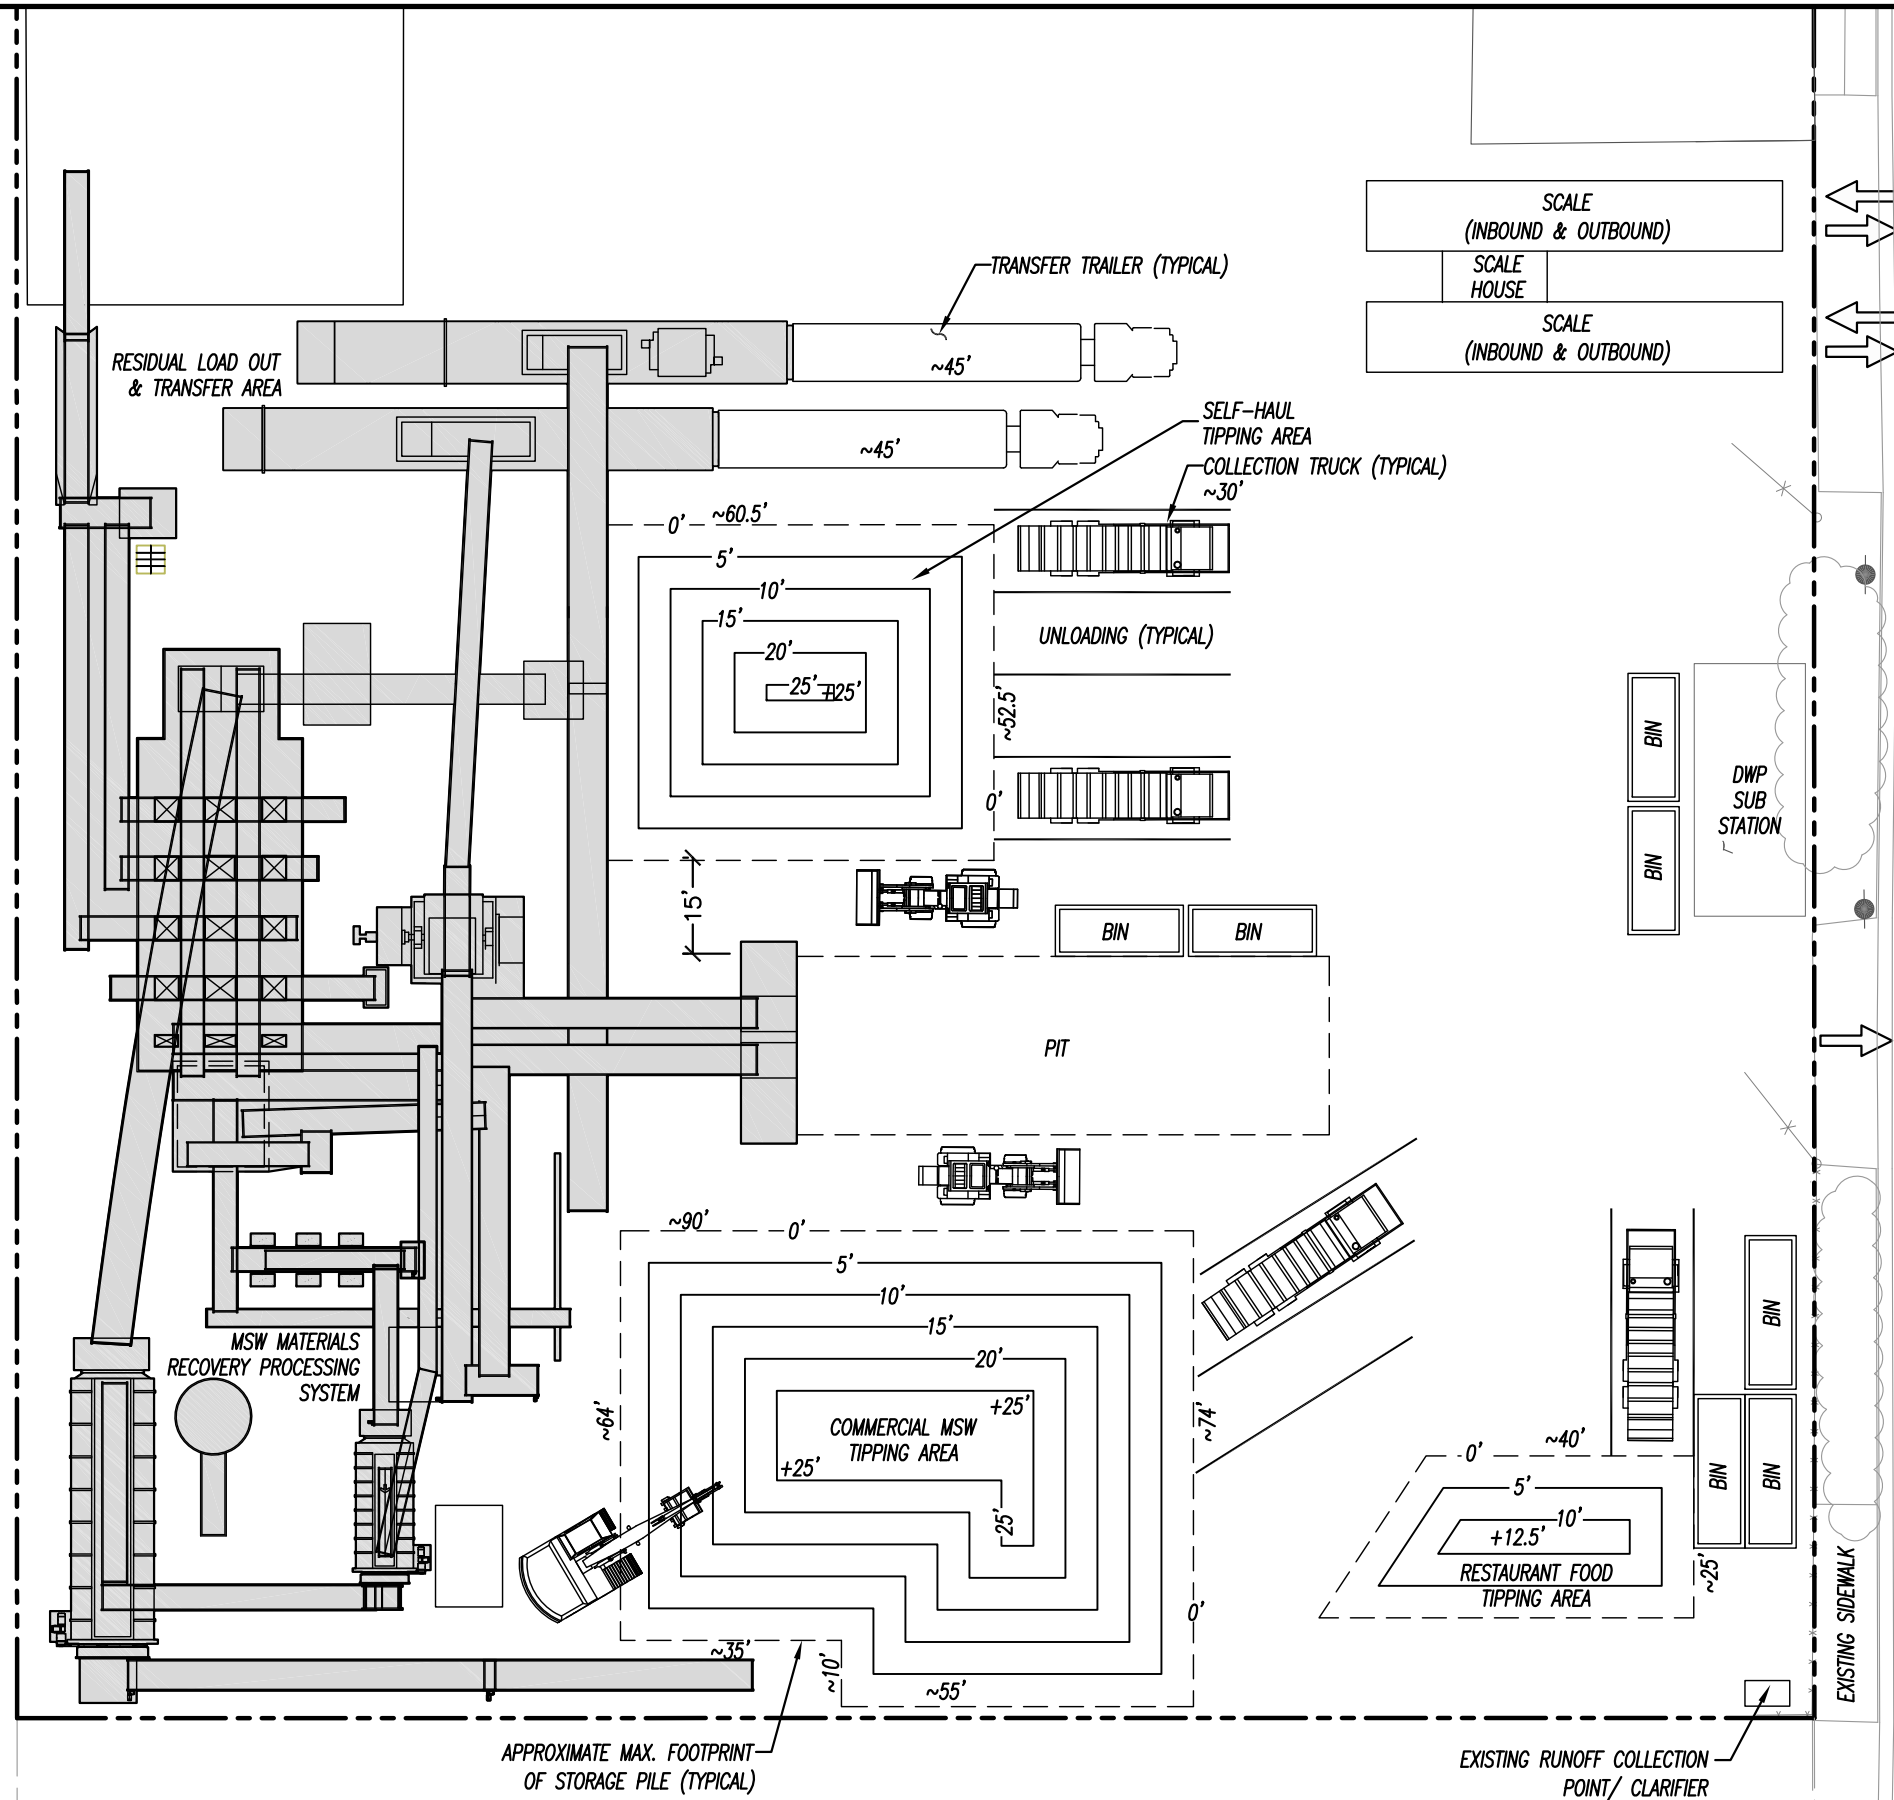 SCALE
(INBOUND & OUTBOUND)
SCALE
HOUSE
SCALE
(INBOUND & OUTBOUND)
TRANSFER TRAILER (TYPICAL)
~45'
RESIDUAL LOAD OUT
& TRANSFER AREA
~45'
SELF-HAUL
TIPPING AREA
COLLECTION TRUCK (TYPICAL)
~30'
0'
~60.5'
5'
10'
15'
20'
25'
+25'
UNLOADING (TYPICAL)
~52.5'
0'
BIN
BIN
DWP
SUB
STATION
15'
BIN
BIN
PIT
~90'
0'
5'
10'
15'
20'
+25'
COMMERCIAL MSW
TIPPING AREA
+25'
25'
~64'
~74'
0'
~35'
~10'
~55'
MSW MATERIALS
RECOVERY PROCESSING
SYSTEM
BIN
BIN
BIN
0'
~40'
5'
10'
+12.5'
RESTAURANT FOOD
TIPPING AREA
~25'
EXISTING SIDEWALK
APPROXIMATE MAX. FOOTPRINT
OF STORAGE PILE (TYPICAL)
EXISTING RUNOFF COLLECTION
POINT/ CLARIFIER